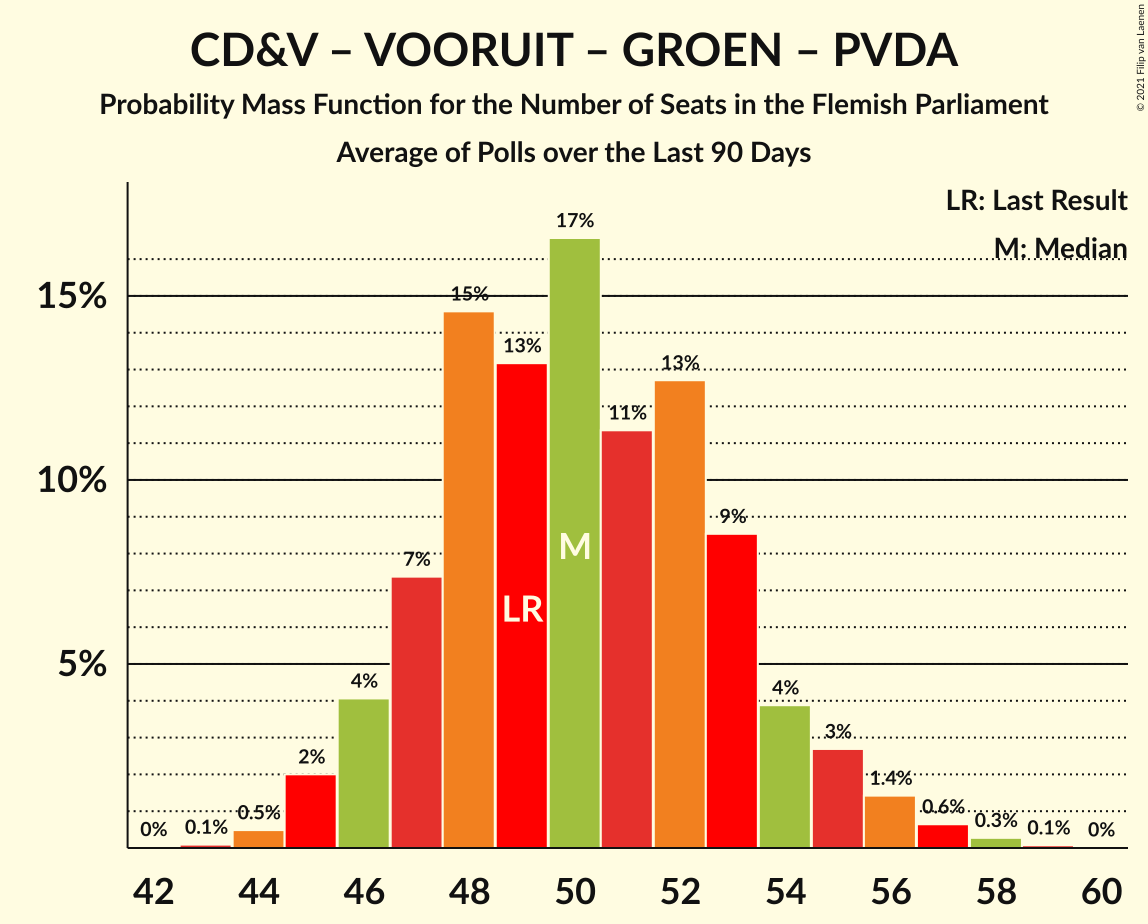 CD&V – VOORUIT – GROEN – PVDA
Probability Mass Function for the Number of Seats in the Flemish Parliament
Average of Polls over the Last 90 Days
© 2021 Filip van Laenen
LR: Last Result
M: Median
15%
10%
5%
0%
0.1%
0.5%
2%
4%
7%
15%
13%
17%
11%
13%
9%
4%
3%
1.4%
0.6%
0.3%
0.1%
0%
LR
M
42 44 46 48 50 52 54 56 58 60